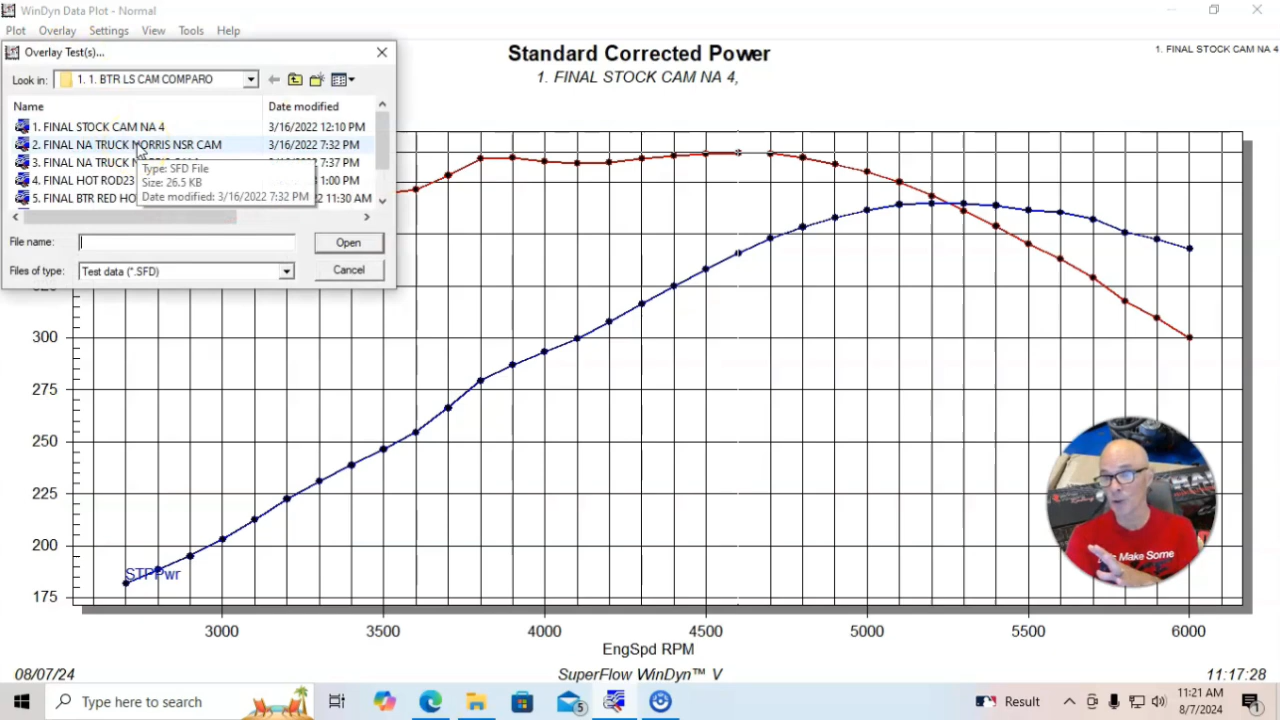 WinDyn Data Plot - Normal
Plot Overlay Settings View Tools Help
Overlay Test(s)...
Look in: 1. 1. BTR LS CAM COMPARO
Name Date modified
1. FINAL STOCK CAM NA 4 3/16/2022 12:10 PM
2. FINAL NA TRUCK NORRIS NSR CAM 3/16/2022 7:32 PM
3. FINAL NA TRUCK 7:37 PM
4. FINAL HOT ROD23 1:00 PM
5. FINAL BTR RED HO 11:30 AM
Type: SFD File
Size: 26.5 KB
Date modified: 3/16/2022 7:32 PM
File name: Open
Files of type: Test data (*.SFD) Cancel
Standard Corrected Power
1. FINAL STOCK CAM NA 4,
1. FINAL STOCK CAM NA 4
300
275
250
225
200
175
STPPwr
3000 3500 4000 4500 5000 5500 6000
EngSpd RPM
08/07/24 SuperFlow WinDyn™ V 11:17:28
Make Some
Type here to search
5
Result
11:21 AM
8/7/2024
1